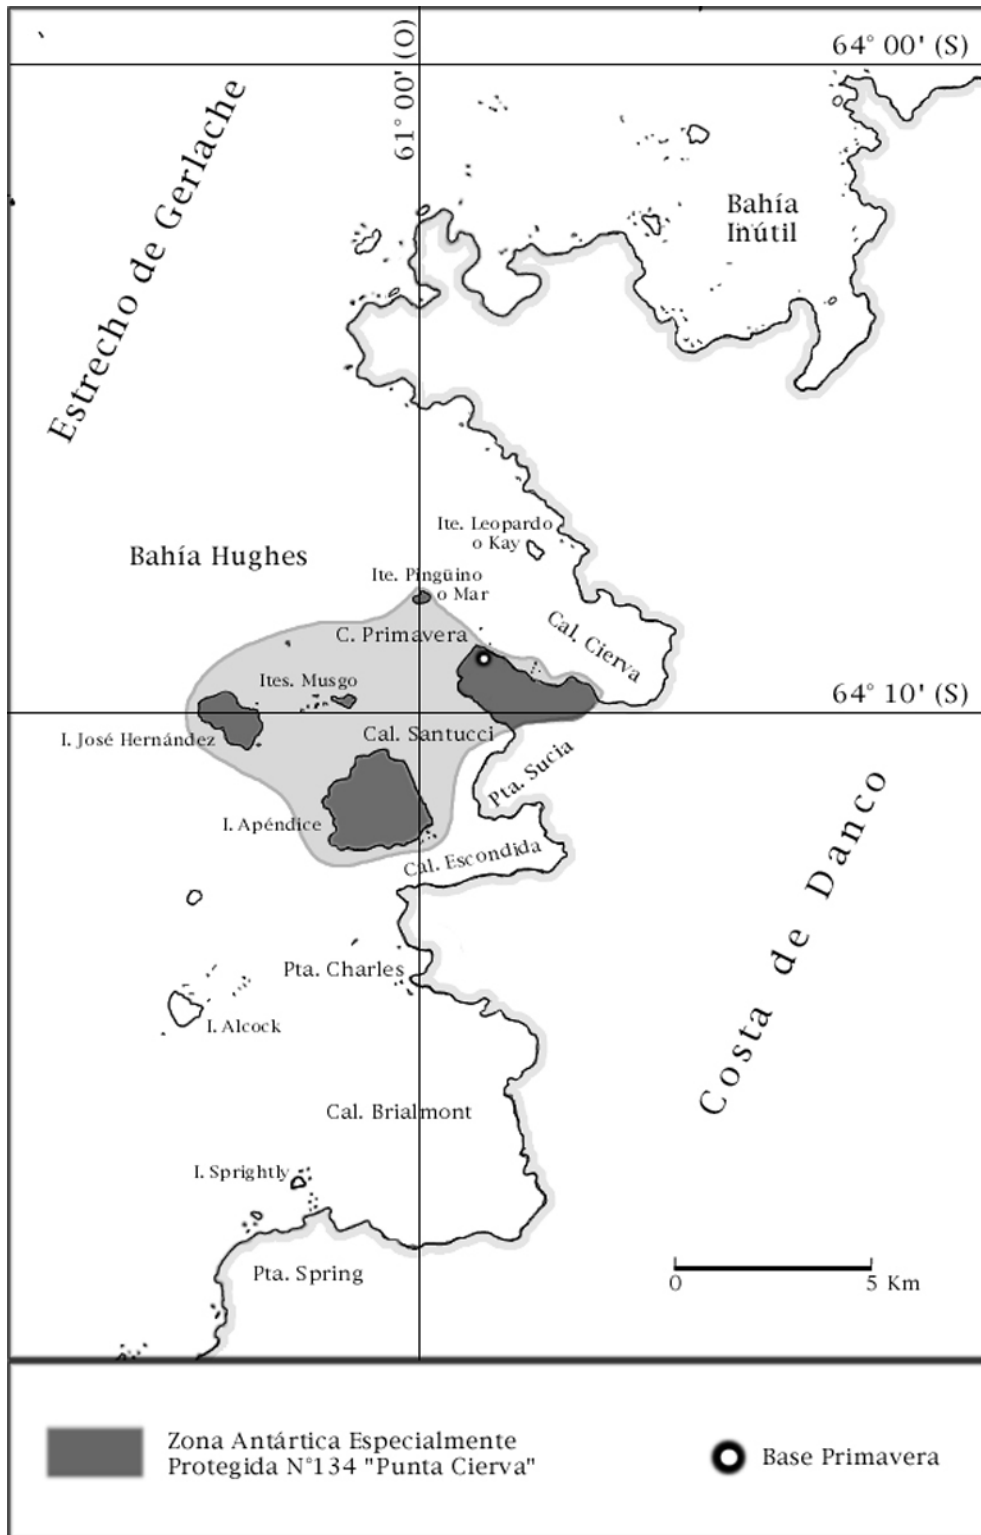 61° 00' (O)
64° 00' (S)
Estrecho de Gerlache
Bahía
Inútil
Ite. Leopardo
o Kay
Bahía Hughes
Ite. Pingüino
o Mar
C. Primavera
Cal. Cierva
Ites. Musgo
64° 10' (S)
I. José Hernández
Cal. Santucci
Pta. Sucia
I. Apéndice
Cal. Escondida
Costa de Danco
Pta. Charles
I. Alcock
Cal. Brialmont
I. Sprightly
Pta. Spring
0 5 Km
Zona Antártica Especialmente
Protegida N°134 "Punta Cierva"
Base Primavera